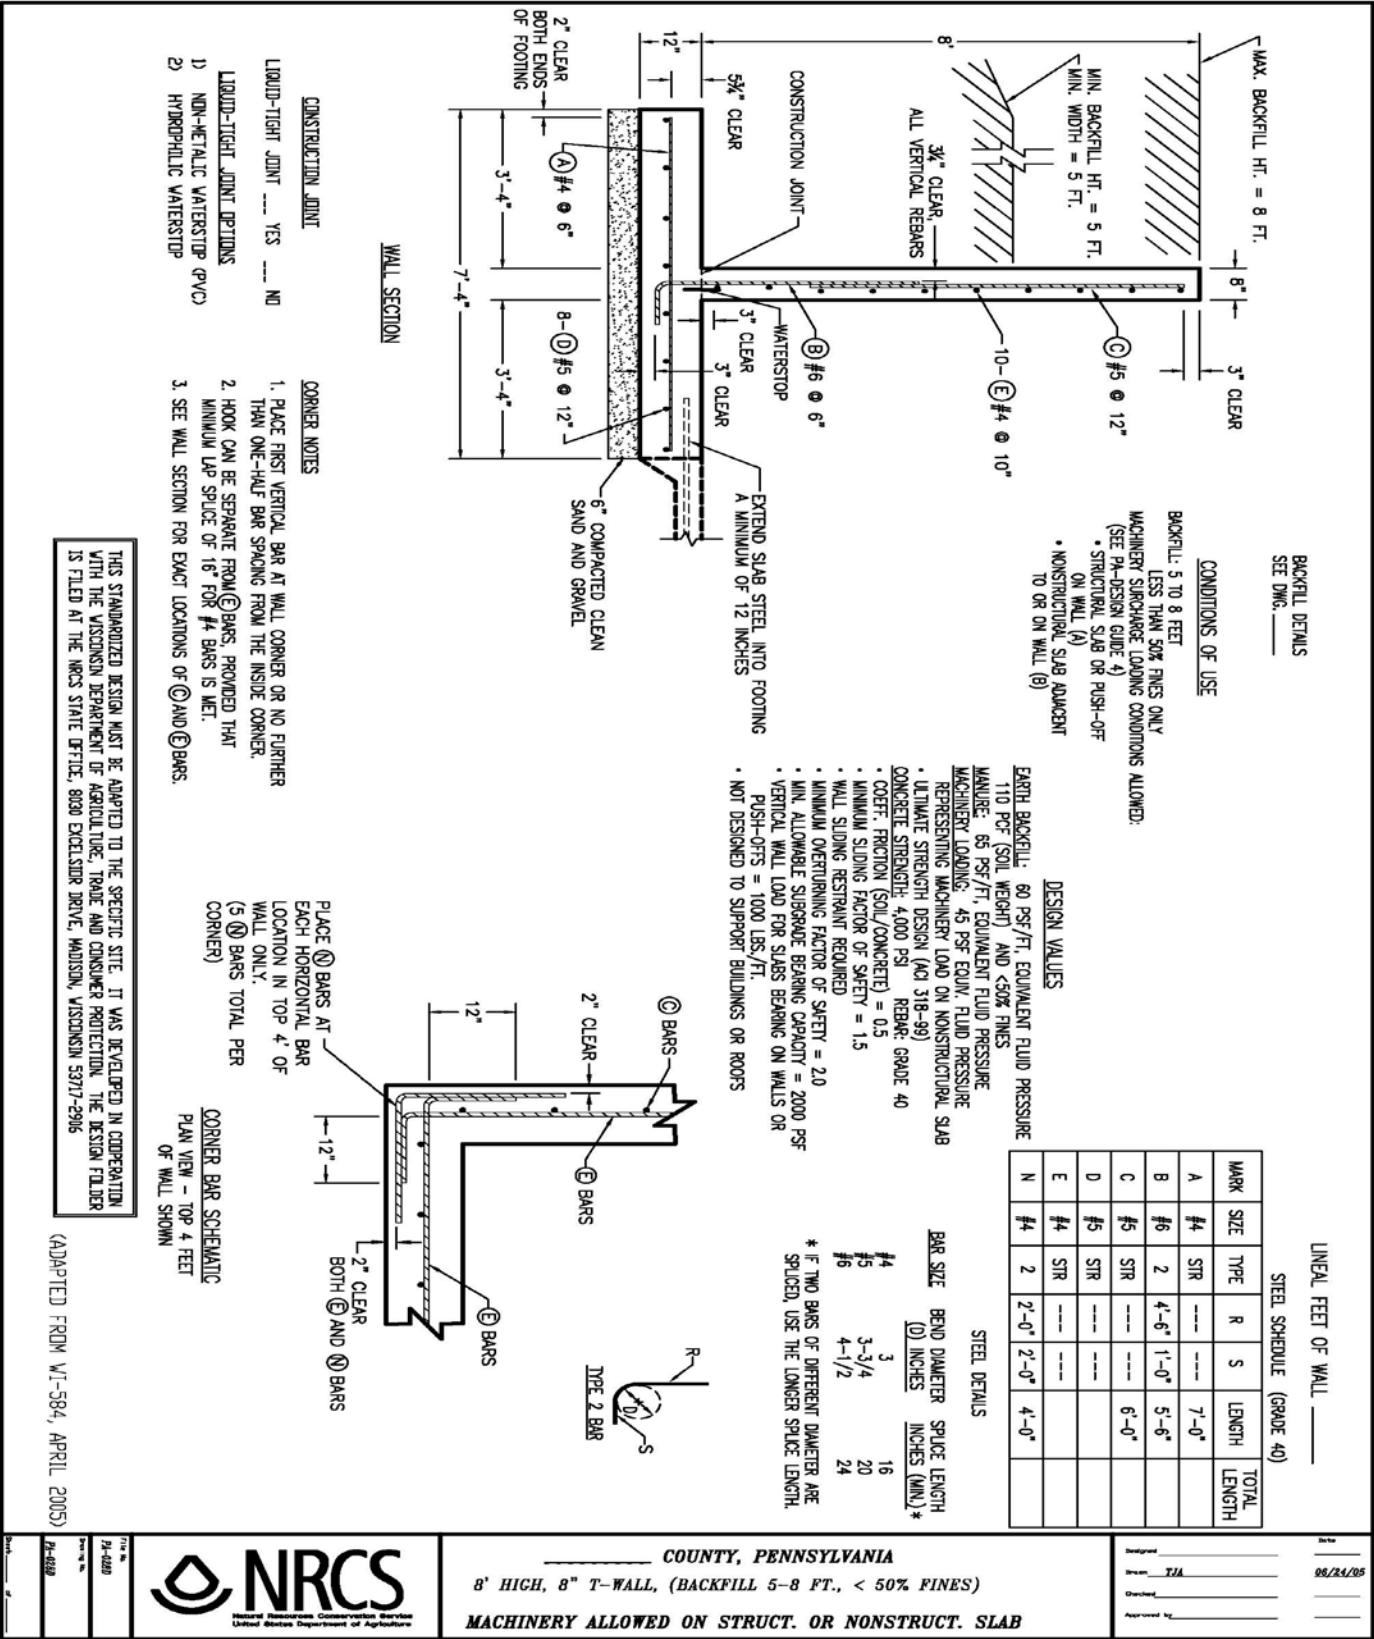 MAX. BACKFILL HT. = 8 FT.
MIN. BACKFILL HT. = 5 FT.
MIN. WIDTH = 5 FT.
8'
12"
8"
3" CLEAR
3¼" CLEAR,
ALL VERTICAL REBARS
CONSTRUCTION JOINT
5¾" CLEAR
2" CLEAR
BOTH ENDS
OF FOOTING
C #5 @ 12"
10- E #4 @ 10"
B #6 @ 6"
WATERSTOP
3" CLEAR
3" CLEAR
A #4 @ 6"
8- D #5 @ 12"
3'-4"
3'-4"
7'-4"
EXTEND SLAB STEEL INTO FOOTING
A MINIMUM OF 12 INCHES
6" COMPACTED CLEAN
SAND AND GRAVEL
WALL SECTION
CONSTRUCTION JOINT
LIQUID-TIGHT JOINT ___ YES ___ NO
LIQUID-TIGHT JOINT OPTIONS
1) NON-METALIC WATERSTOP (PVC)
2) HYDROPHILIC WATERSTOP
CORNER NOTES
1. PLACE FIRST VERTICAL BAR AT WALL CORNER OR NO FURTHER
THAN ONE-HALF BAR SPACING FROM THE INSIDE CORNER.
2. HOOK CAN BE SEPARATE FROM E BARS, PROVIDED THAT
MINIMUM LAP SPLICE OF 16" FOR #4 BARS IS MET.
3. SEE WALL SECTION FOR EXACT LOCATIONS OF C AND E BARS.
BACKFILL DETAILS
SEE DWG. ____
CONDITIONS OF USE
BACKFILL: 5 TO 8 FEET
LESS THAN 50% FINES ONLY
MACHINERY SURCHARGE LOADING CONDITIONS ALLOWED:
(SEE PA-DESIGN GUIDE 4)
• STRUCTURAL SLAB OR PUSH-OFF
ON WALL (A)
• NONSTRUCTURAL SLAB ADJACENT
TO OR ON WALL (B)
DESIGN VALUES
EARTH BACKFILL: 60 PSF/FT, EQUIVALENT FLUID PRESSURE
110 PCF (SOIL WEIGHT) AND <50% FINES
MANURE: 65 PSF/FT, EQUIVALENT FLUID PRESSURE
MACHINERY LOADING: 45 PSF EQUIV. FLUID PRESSURE
REPRESENTING MACHINERY LOAD ON NONSTRUCTURAL SLAB
• ULTIMATE STRENGTH DESIGN (ACI 318-99)
CONCRETE STRENGTH: 4,000 PSI REBAR: GRADE 40
• COEFF. FRICTION (SOIL/CONCRETE) = 0.5
• MINIMUM SLIDING FACTOR OF SAFETY = 1.5
• WALL SLIDING RESTRAINT REQUIRED
• MINIMUM OVERTURNING FACTOR OF SAFETY = 2.0
• MIN. ALLOWABLE SUBGRADE BEARING CAPACITY = 2000 PSF
• VERTICAL WALL LOAD FOR SLABS BEARING ON WALLS OR
PUSH-OFFS = 1000 LBS./FT.
• NOT DESIGNED TO SUPPORT BUILDINGS OR ROOFS
C BARS
2" CLEAR
12"
E BARS
PLACE N BARS AT
EACH HORIZONTAL BAR
LOCATION IN TOP 4' OF
WALL ONLY.
(5 N BARS TOTAL PER
CORNER)
12"
E BARS
2" CLEAR
BOTH E AND N BARS
CORNER BAR SCHEMATIC
PLAN VIEW - TOP 4 FEET
OF WALL SHOWN
LINEAL FEET OF WALL ____
STEEL SCHEDULE (GRADE 40)
MARK SIZE TYPE R S LENGTH TOTAL LENGTH
A #4 STR ---- ---- 7'-0"
B #6 2 4'-6" 1'-0" 5'-6"
C #5 STR ---- ---- 6'-0"
D #5 STR ---- ----
E #4 STR ---- ----
N #4 2 2'-0" 2'-0" 4'-0"
STEEL DETAILS
BAR SIZE BEND DIAMETER (D) INCHES SPLICE LENGTH INCHES (MIN.)*
#4 3 16
#5 3-3/4 20
#6 4-1/2 24
* IF TWO BARS OF DIFFERENT DIAMETER ARE
SPLICED, USE THE LONGER SPLICE LENGTH.
R
D
S
TYPE 2 BAR
THIS STANDARDIZED DESIGN MUST BE ADAPTED TO THE SPECIFIC SITE. IT WAS DEVELOPED IN COOPERATION
WITH THE WISCONSIN DEPARTMENT OF AGRICULTURE, TRADE AND CONSUMER PROTECTION. THE DESIGN FOLDER
IS FILED AT THE NRCS STATE OFFICE, 8030 EXCELSIOR DRIVE, MADISON, WISCONSIN 53717-2906
(ADAPTED FROM WI-584, APRIL 2005)
File No.
PA-028D
Drawing No.
PA-028D
Sheet ___ of ___
NRCS
Natural Resources Conservation Service
United States Department of Agriculture
________ COUNTY, PENNSYLVANIA
8' HIGH, 8" T-WALL, (BACKFILL 5-8 FT., < 50% FINES)
MACHINERY ALLOWED ON STRUCT. OR NONSTRUCT. SLAB
Date
Designed
Drawn TJA 06/24/05
Checked
Approved by